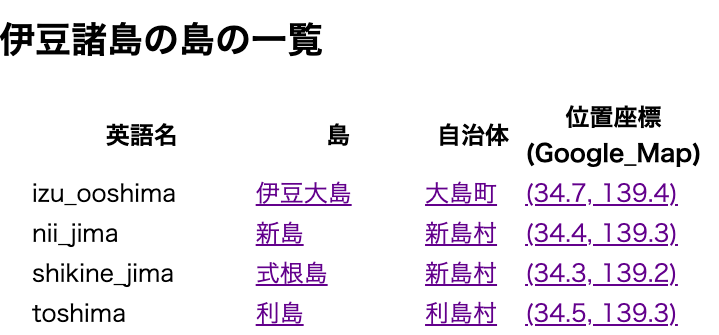 伊豆諸島の島の一覧
英語名 島 自治体 位置座標
(Google_Map)
izu_ooshima 伊豆大島 大島町 (34.7, 139.4)
nii_jima 新島 新島村 (34.4, 139.3)
shikine_jima 式根島 新島村 (34.3, 139.2)
toshima 利島 利島村 (34.5, 139.3)